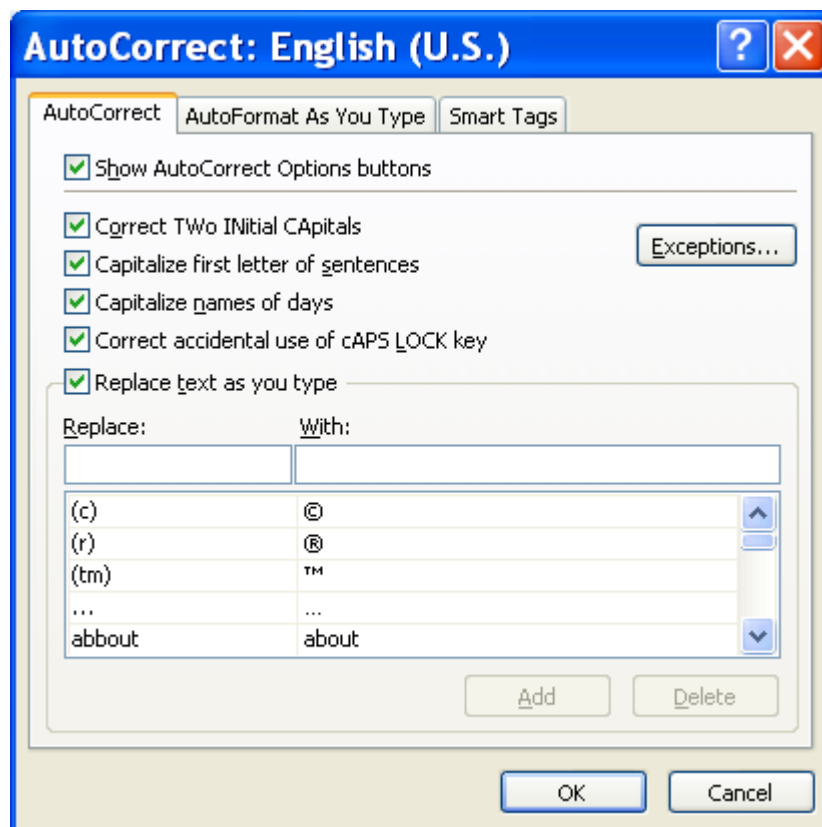 AutoCorrect: English (U.S.)
AutoCorrect AutoFormat As You Type Smart Tags
Show AutoCorrect Options buttons
Correct TWo INitial CApitals
Exceptions...
Capitalize first letter of sentences
Capitalize names of days
Correct accidental use of cAPS LOCK key
Replace text as you type
Replace: With:
(c) ©
(r) ®
(tm) ™
... …
abbout about
Add Delete
OK Cancel